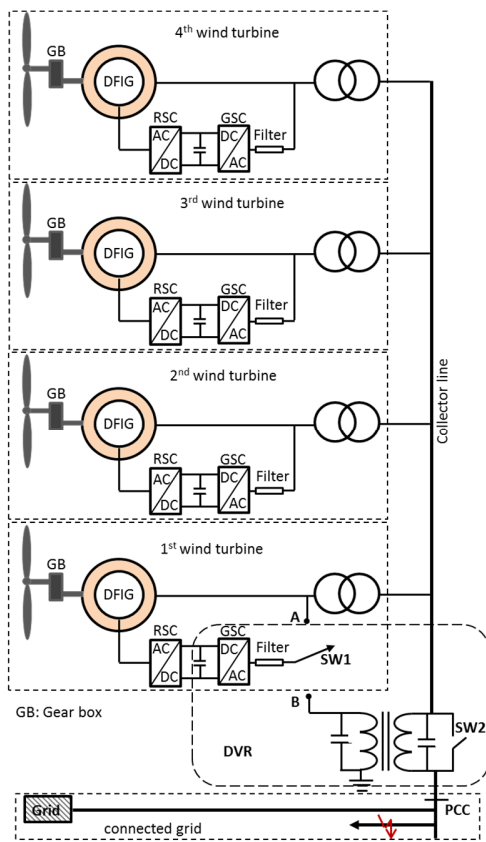 4th wind turbine
GB
DFIG
RSC
GSC
AC
DC
DC
AC
Filter
3rd wind turbine
GB
DFIG
RSC
GSC
AC
DC
DC
AC
Filter
2nd wind turbine
GB
DFIG
RSC
GSC
AC
DC
DC
AC
Filter
Collector line
1st wind turbine
GB
DFIG
A
RSC
GSC
AC
DC
DC
AC
Filter
SW1
B
GB: Gear box
DVR
SW2
Grid
PCC
connected grid